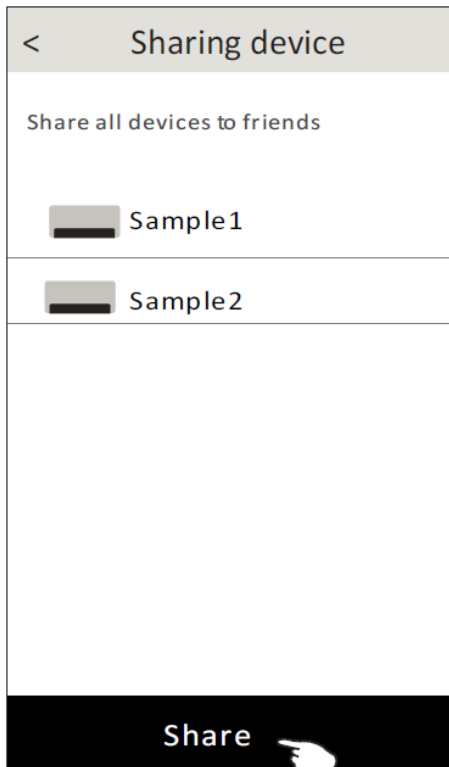 < Sharing device
Share all devices to friends
Sample1
Sample2
Share